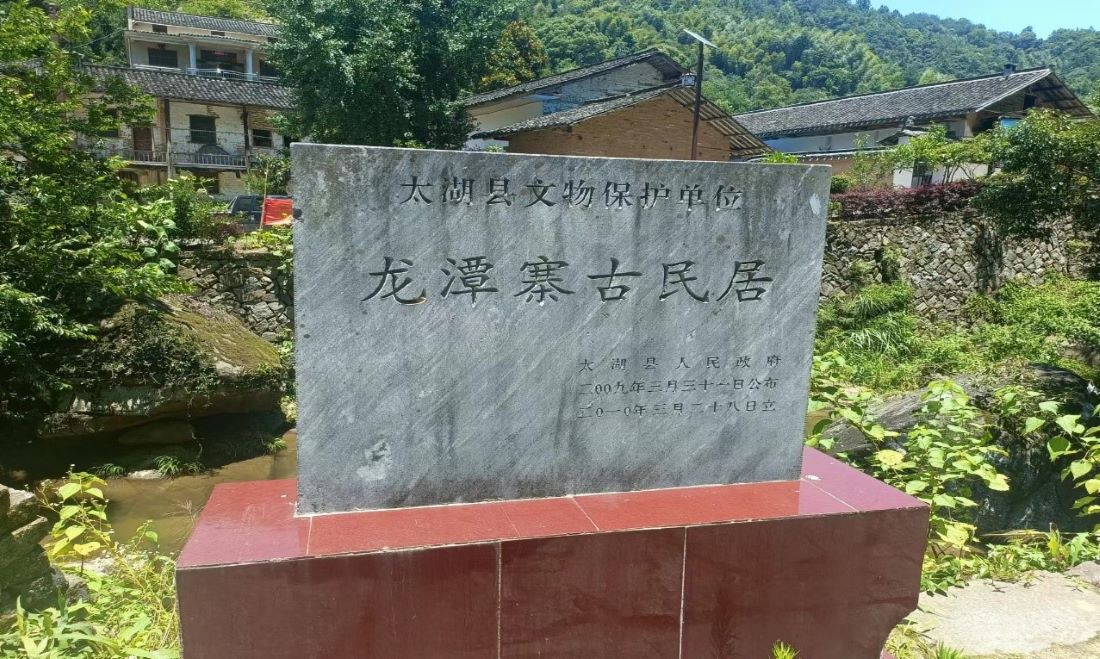 太湖县文物保护单位
龙潭寨古民居
太湖县人民政府
二00九年三月三十一日公布
二0一0年三月二十八日立